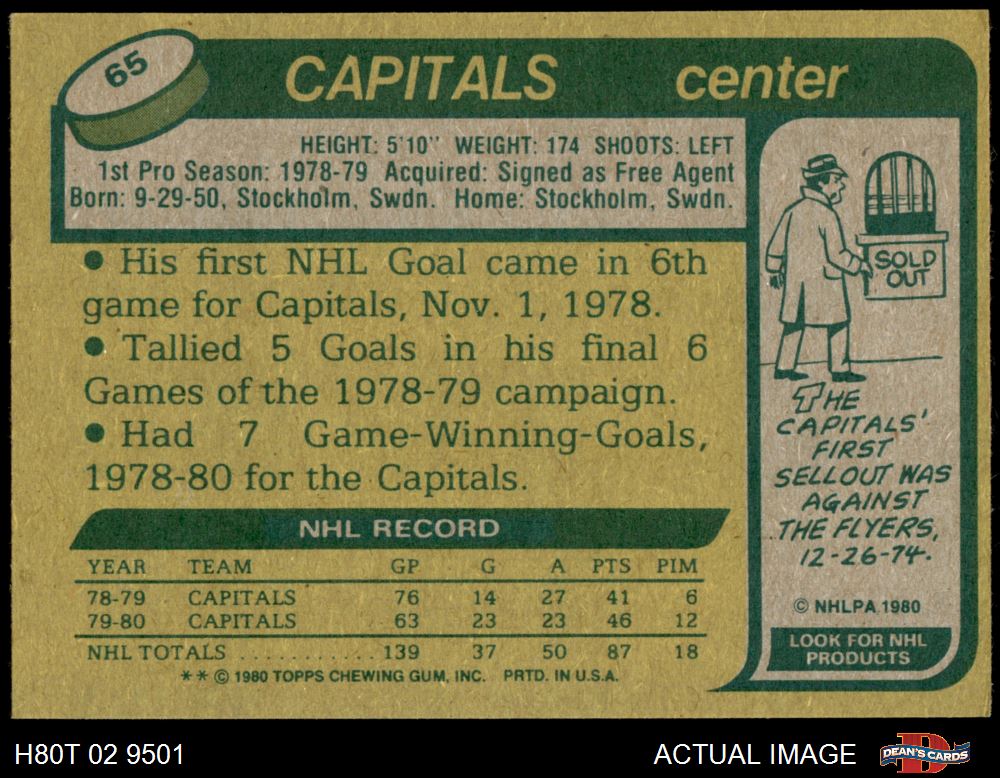 65
CAPITALS center
HEIGHT: 5'10" WEIGHT: 174 SHOOTS: LEFT
1st Pro Season: 1978-79 Acquired: Signed as Free Agent
Born: 9-29-50, Stockholm, Swdn. Home: Stockholm, Swdn.
• His first NHL Goal came in 6th
game for Capitals, Nov. 1, 1978.
• Tallied 5 Goals in his final 6
Games of the 1978-79 campaign.
• Had 7 Game-Winning-Goals,
1978-80 for the Capitals.
NHL RECORD
YEAR TEAM GP G A PTS PIM
78-79 CAPITALS 76 14 27 41 6
79-80 CAPITALS 63 23 23 46 12
NHL TOTALS ........... 139 37 50 87 18
** © 1980 TOPPS CHEWING GUM, INC. PRTD. IN U.S.A.
SOLD
OUT
THE
CAPITALS'
FIRST
SELLOUT WAS
AGAINST
THE FLYERS,
12-26-74.
© NHLPA 1980
LOOK FOR NHL
PRODUCTS
H80T 02 9501
ACTUAL IMAGE
D
DEAN'S CARDS